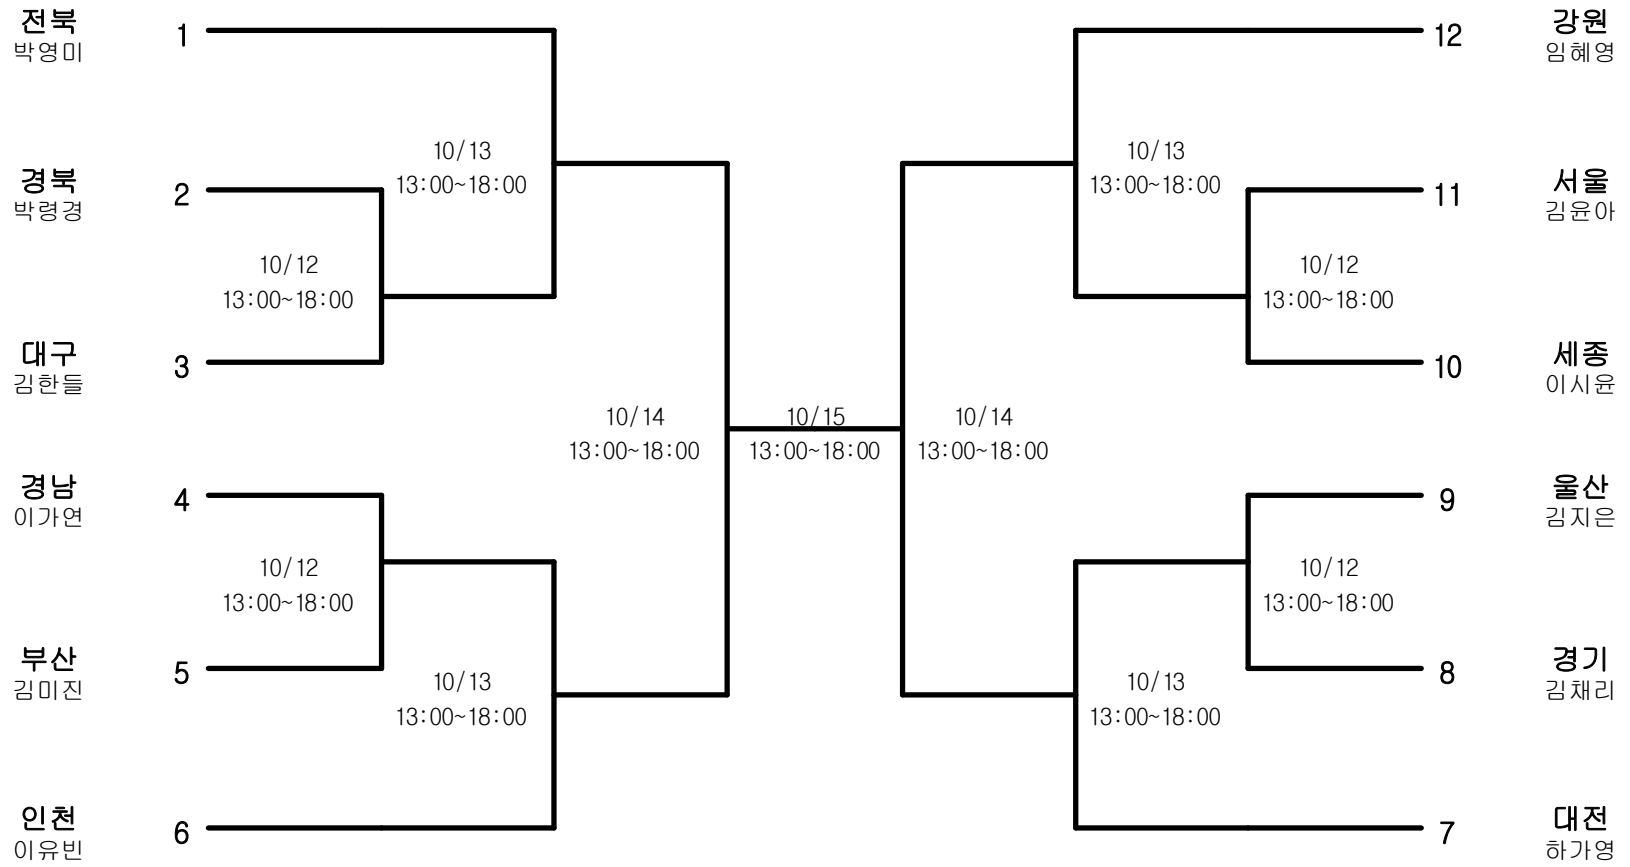 전북
박영미
1
12
강원
임혜영
10/13
13:00~18:00
10/13
13:00~18:00
경북
박령경
2
11
서울
김윤아
10/12
13:00~18:00
10/12
13:00~18:00
대구
김한들
3
10
세종
이시윤
10/14
13:00~18:00
10/15
13:00~18:00
10/14
13:00~18:00
경남
이가연
4
9
울산
김지은
10/12
13:00~18:00
10/12
13:00~18:00
부산
김미진
5
8
경기
김채리
10/13
13:00~18:00
10/13
13:00~18:00
인천
이유빈
6
7
대전
하가영